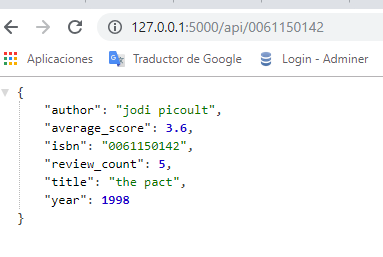 127.0.0.1:5000/api/0061150142
Aplicaciones Traductor de Google Login - Adminer
{
"author": "jodi picoult",
"average_score": 3.6,
"isbn": "0061150142",
"review_count": 5,
"title": "the pact",
"year": 1998
}